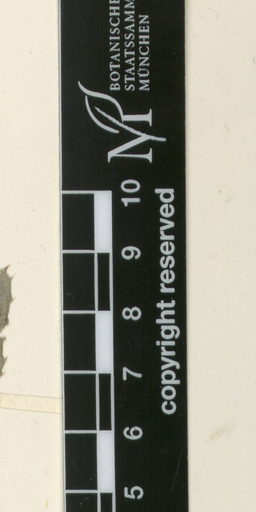 BOTANISCHE
STAATSSAMM
MÜNCHEN
M
10
9
8
7
6
5
copyright reserved